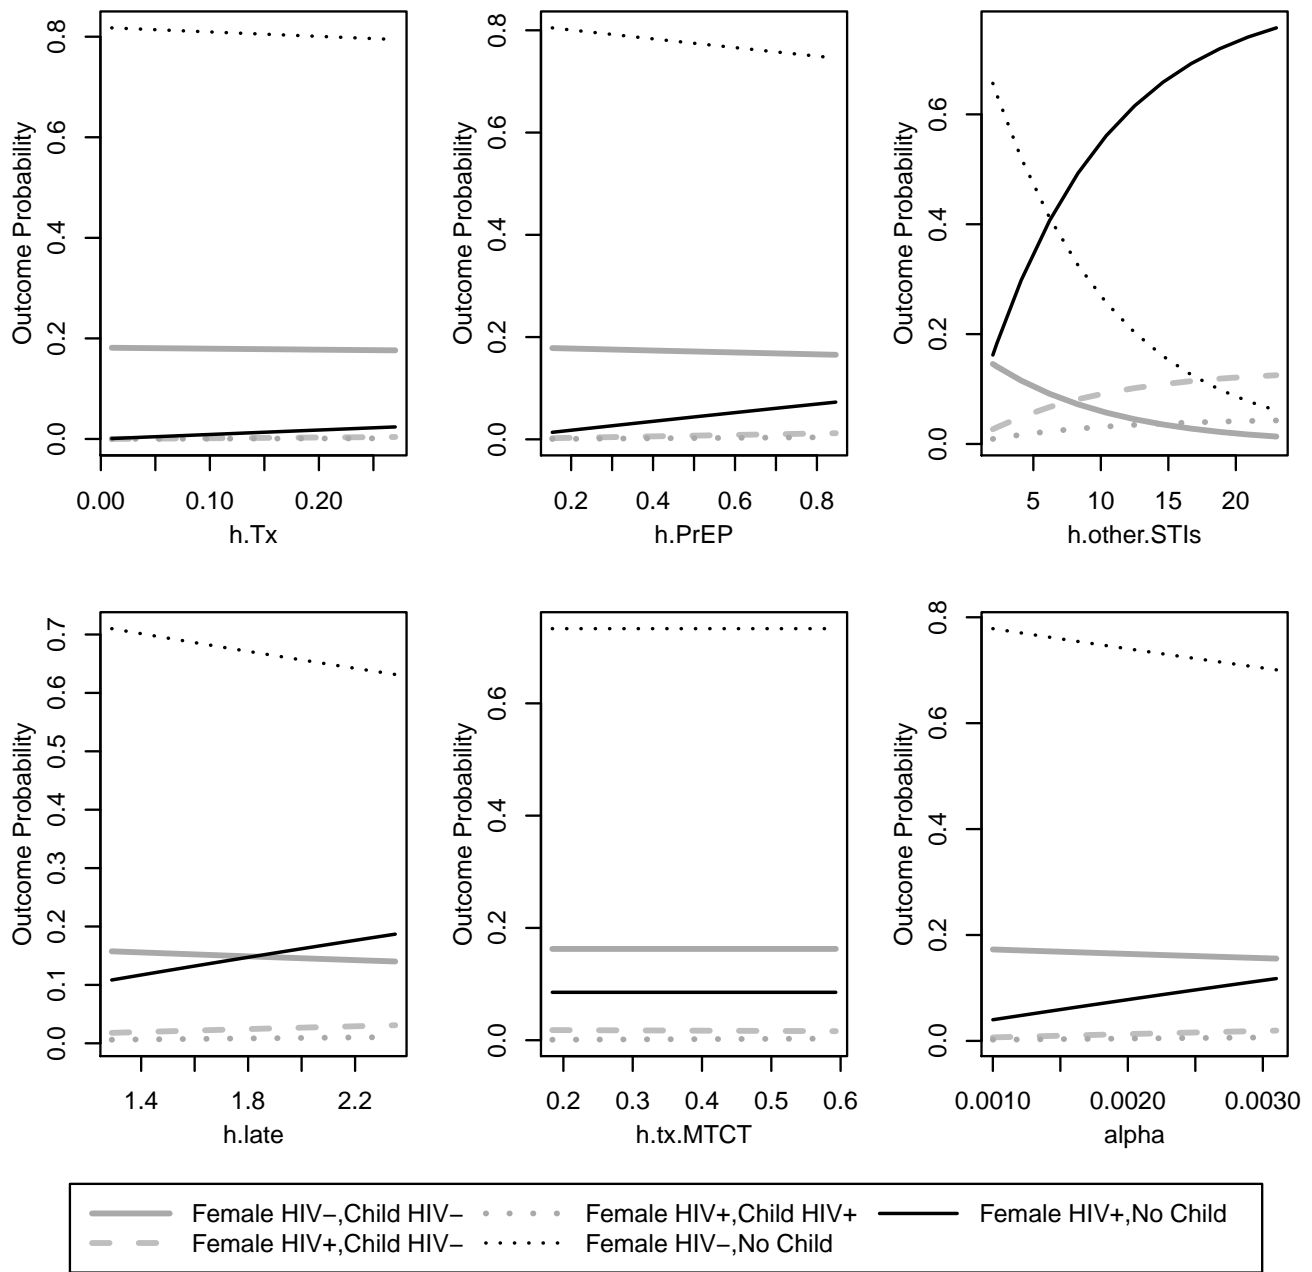 Outcome Probability
0.0 0.2 0.4 0.6 0.8
0.00 0.10 0.20
h.Tx
Outcome Probability
0.0 0.2 0.4 0.6 0.8
0.2 0.4 0.6 0.8
h.PrEP
Outcome Probability
0.0 0.2 0.4 0.6
5 10 15 20
h.other.STIs
Outcome Probability
0.0 0.1 0.2 0.3 0.4 0.5 0.6 0.7
1.4 1.8 2.2
h.late
Outcome Probability
0.0 0.2 0.4 0.6
0.2 0.3 0.4 0.5 0.6
h.tx.MTCT
Outcome Probability
0.0 0.2 0.4 0.6 0.8
0.0010 0.0020 0.0030
alpha
Female HIV−,Child HIV− Female HIV+,Child HIV+ Female HIV+,No Child
Female HIV+,Child HIV− Female HIV−,No Child